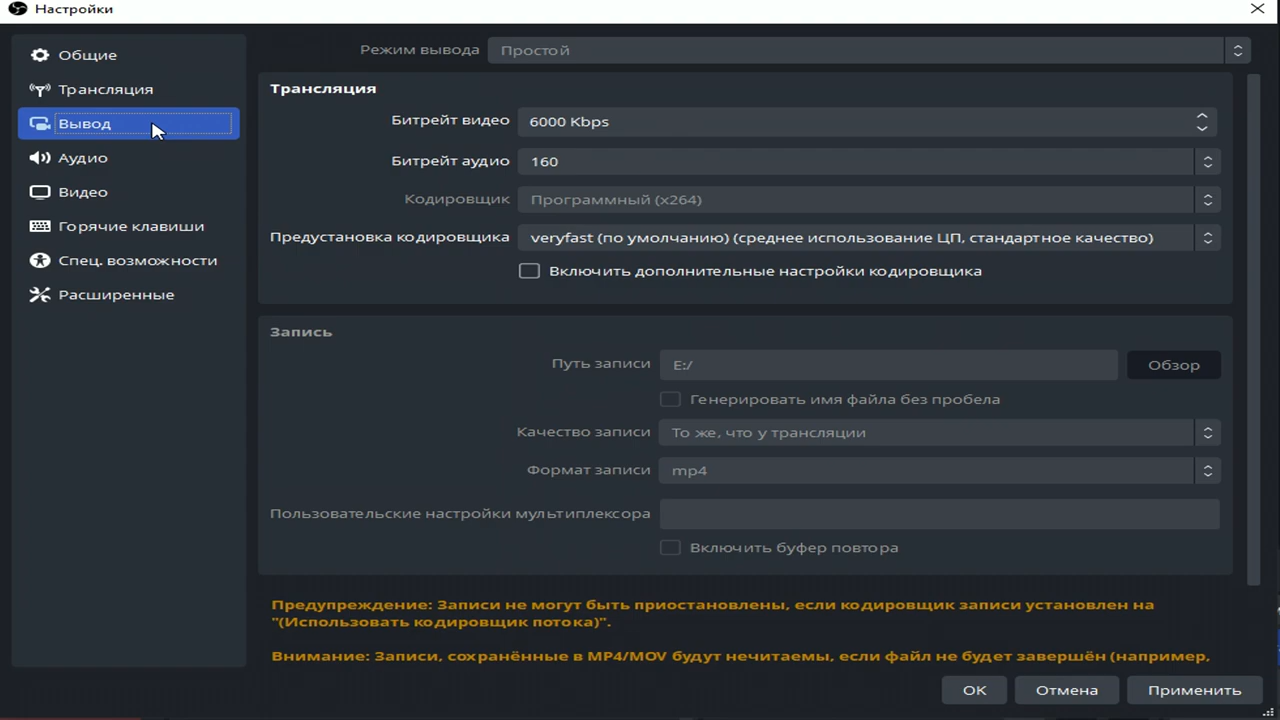 Настройки
Общие
Трансляция
Вывод
Аудио
Видео
Горячие клавиши
Спец. возможности
Расширенные
Режим вывода Простой
Трансляция
Битрейт видео 6000 Kbps
Битрейт аудио 160
Кодировщик Программный (x264)
Предустановка кодировщика veryfast (по умолчанию) (среднее использование ЦП, стандартное качество)
Включить дополнительные настройки кодировщика
Запись
Путь записи E:/ Обзор
Генерировать имя файла без пробела
Качество записи То же, что у трансляции
Формат записи mp4
Пользовательские настройки мультиплексора
Включить буфер повтора
Предупреждение: Записи не могут быть приостановлены, если кодировщик записи установлен на
"(Использовать кодировщик потока)".
Внимание: Записи, сохранённые в MP4/MOV будут нечитаемы, если файл не будет завершён (например,
ОК Отмена Применить